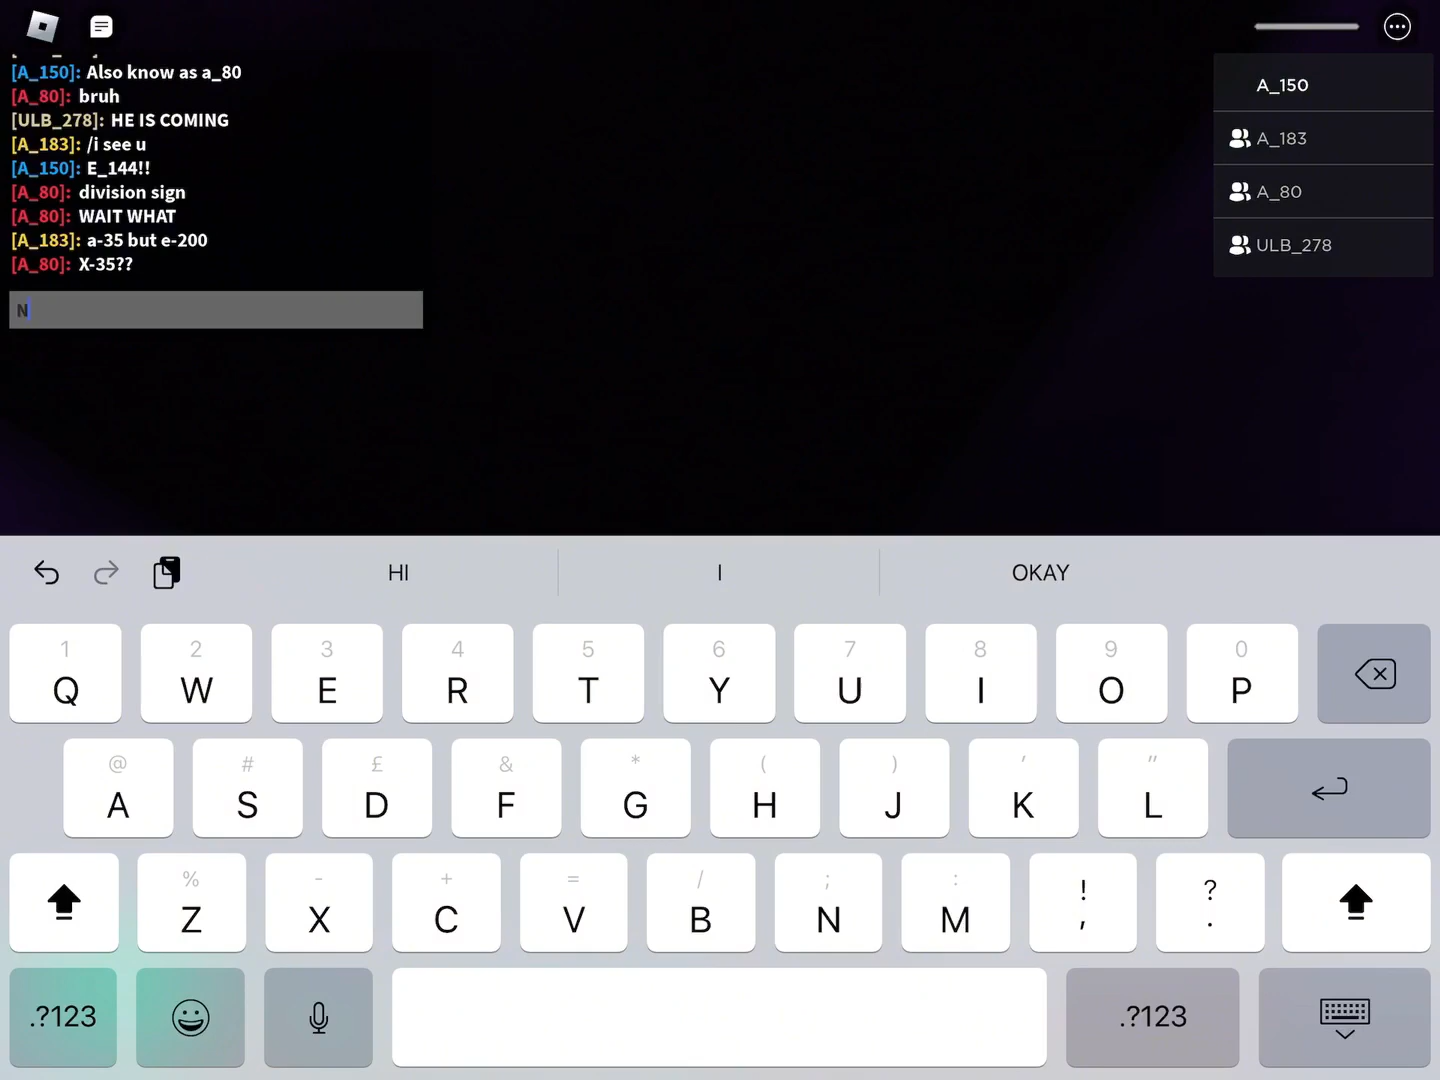 [A_150]: Also know as a_80
[A_80]: bruh
[ULB_278]: HE IS COMING
[A_183]: /i see u
[A_150]: E_144!!
[A_80]: division sign
[A_80]: WAIT WHAT
[A_183]: a-35 but e-200
[A_80]: X-35??
N
A_150
A_183
A_80
ULB_278
HI I OKAY
1 2 3 4 5 6 7 8 9 0
Q W E R T Y U I O P
@ # £ & * ( ) ' "
A S D F G H J K L
% - + = / ; : ! ?
Z X C V B N M , .
.?123 .?123